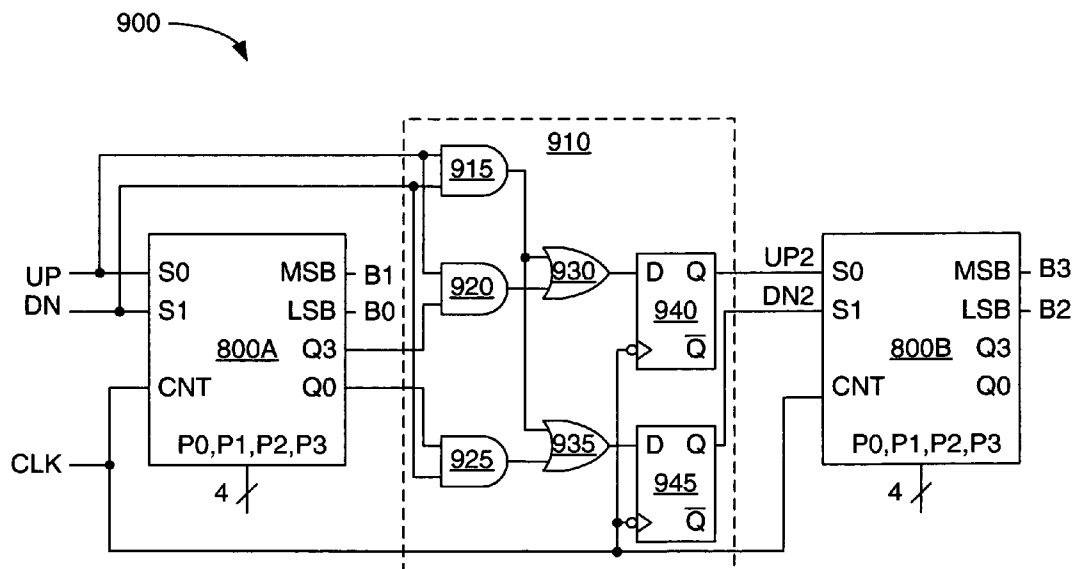 900
910
915
UP
DN
S0
S1
MSB
LSB
B1
B0
800A
Q3
Q0
CNT
P0,P1,P2,P3
4
CLK
920
925
930
935
D Q
940
Q
D Q
945
Q
UP2
DN2
S0
S1
MSB
LSB
B3
B2
800B
Q3
Q0
CNT
P0,P1,P2,P3
4